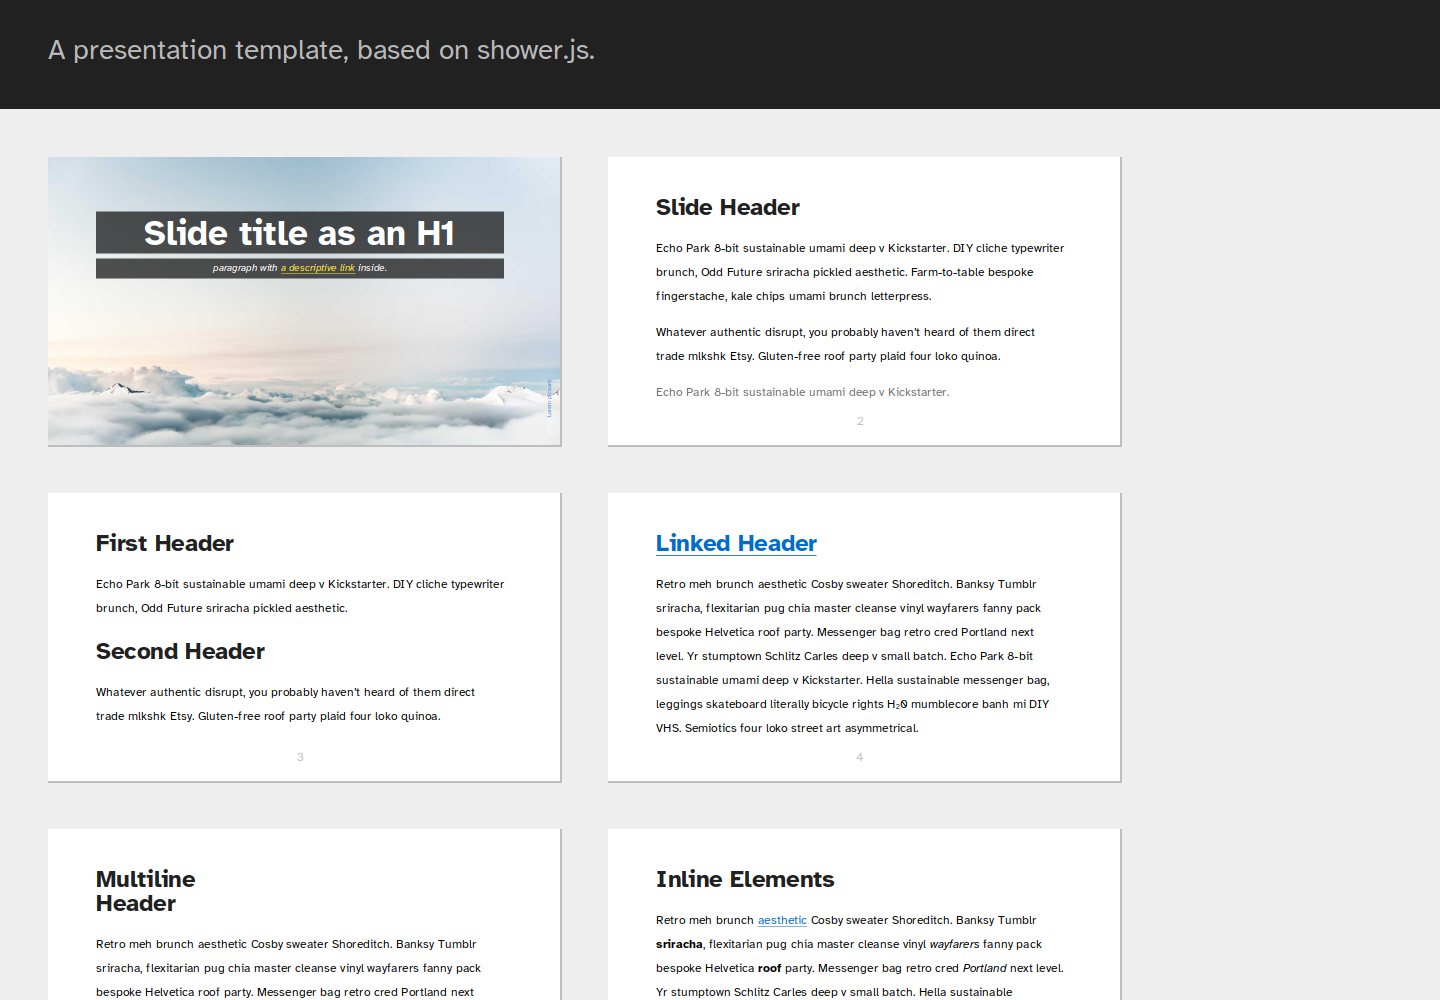 A presentation template, based on shower.js.
Slide title as an H1
paragraph with a descriptive link inside.
Lorem picsum
Slide Header
Echo Park 8-bit sustainable umami deep v Kickstarter. DIY cliche typewriter
brunch, Odd Future sriracha pickled aesthetic. Farm-to-table bespoke
fingerstache, kale chips umami brunch letterpress.
Whatever authentic disrupt, you probably haven't heard of them direct
trade mlkshk Etsy. Gluten-free roof party plaid four loko quinoa.
Echo Park 8-bit sustainable umami deep v Kickstarter.
2
First Header
Echo Park 8-bit sustainable umami deep v Kickstarter. DIY cliche typewriter
brunch, Odd Future sriracha pickled aesthetic.
Second Header
Whatever authentic disrupt, you probably haven't heard of them direct
trade mlkshk Etsy. Gluten-free roof party plaid four loko quinoa.
3
Linked Header
Retro meh brunch aesthetic Cosby sweater Shoreditch. Banksy Tumblr
sriracha, flexitarian pug chia master cleanse vinyl wayfarers fanny pack
bespoke Helvetica roof party. Messenger bag retro cred Portland next
level. Yr stumptown Schlitz Carles deep v small batch. Echo Park 8-bit
sustainable umami deep v Kickstarter. Hella sustainable messenger bag,
leggings skateboard literally bicycle rights H₂0 mumblecore banh mi DIY
VHS. Semiotics four loko street art asymmetrical.
4
Multiline
Header
Retro meh brunch aesthetic Cosby sweater Shoreditch. Banksy Tumblr
sriracha, flexitarian pug chia master cleanse vinyl wayfarers fanny pack
bespoke Helvetica roof party. Messenger bag retro cred Portland next
Inline Elements
Retro meh brunch aesthetic Cosby sweater Shoreditch. Banksy Tumblr
sriracha, flexitarian pug chia master cleanse vinyl wayfarers fanny pack
bespoke Helvetica roof party. Messenger bag retro cred Portland next level.
Yr stumptown Schlitz Carles deep v small batch. Hella sustainable